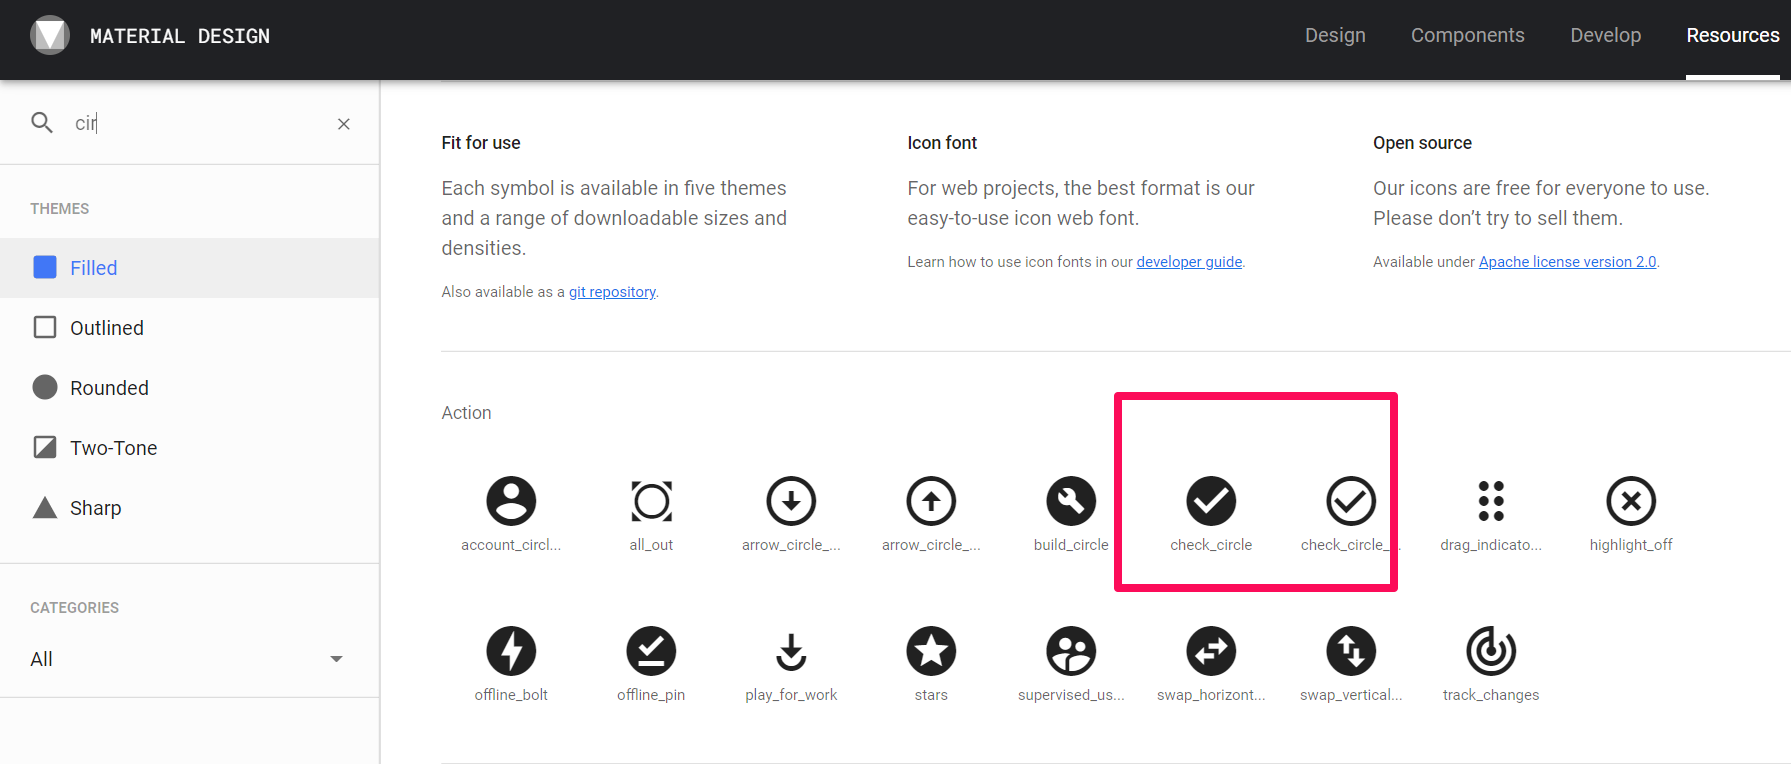 MATERIAL DESIGN
Design
Components
Develop
Resources
cir
THEMES
Filled
Outlined
Rounded
Two-Tone
Sharp
CATEGORIES
All
Fit for use
Each symbol is available in five themes
and a range of downloadable sizes and
densities.
Also available as a git repository.
Icon font
For web projects, the best format is our
easy-to-use icon web font.
Learn how to use icon fonts in our developer guide.
Open source
Our icons are free for everyone to use.
Please don’t try to sell them.
Available under Apache license version 2.0.
Action
account_circl...
all_out
arrow_circle_...
arrow_circle_...
build_circle
check_circle
check_circle_...
drag_indicato...
highlight_off
offline_bolt
offline_pin
play_for_work
stars
supervised_us...
swap_horizont...
swap_vertical...
track_changes